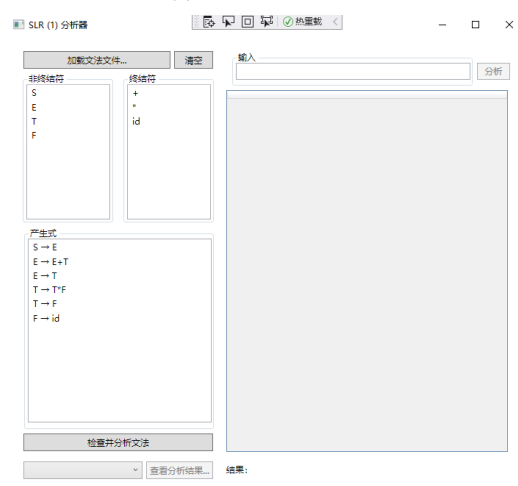 SLR (1) 分析器
热重载
加载文法文件...
清空
输入
分析
非终结符
终结符
S
E
T
F
+
*
id
产生式
S → E
E → E+T
E → T
T → T*F
T → F
F → id
检查并分析文法
查看分析结果...
结果: